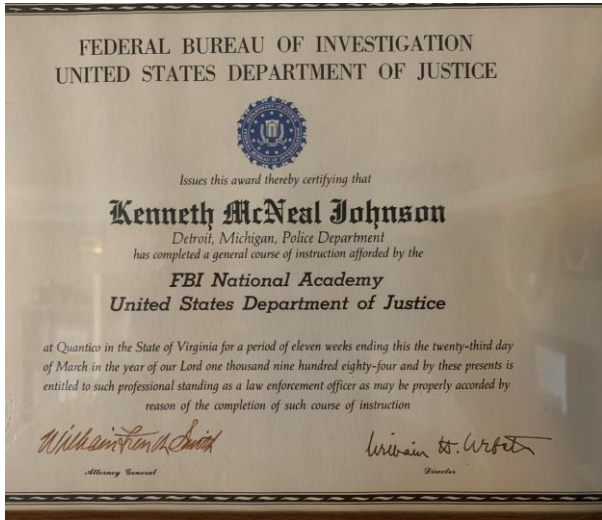 FEDERAL BUREAU OF INVESTIGATION
UNITED STATES DEPARTMENT OF JUSTICE
Issues this award thereby certifying that
Kenneth McNeal Johnson
Detroit, Michigan, Police Department
has completed a general course of instruction afforded by the
FBI National Academy
United States Department of Justice
at Quantico in the State of Virginia for a period of eleven weeks ending this the twenty-third day
of March in the year of our Lord one thousand nine hundred eighty-four and by these presents is
entitled to such professional standing as a law enforcement officer as may be properly accorded by
reason of the completion of such course of instruction
William French Smith
William H. Webster
Attorney General
Director